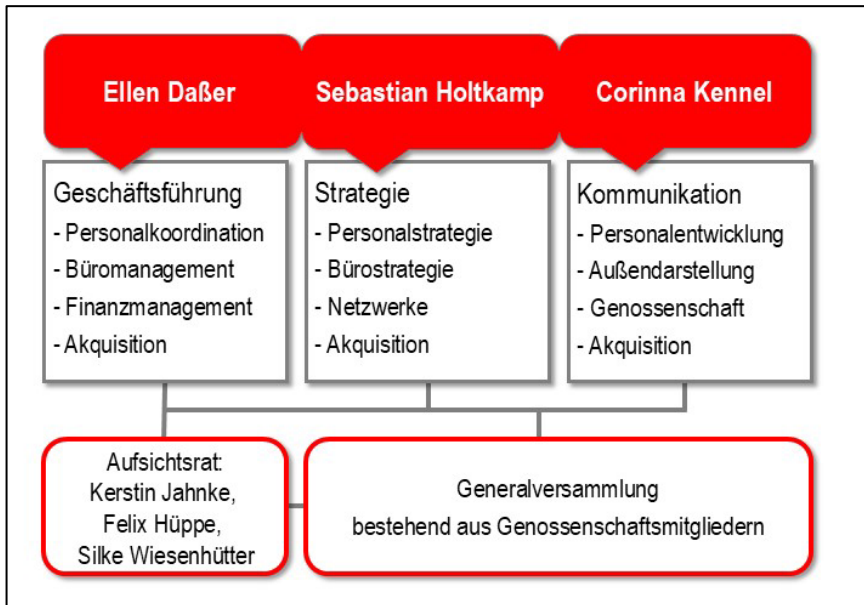 Ellen Daßer
Sebastian Holtkamp
Corinna Kennel
Geschäftsführung
- Personalkoordination
- Büromanagement
- Finanzmanagement
- Akquisition
Strategie
- Personalstrategie
- Bürostrategie
- Netzwerke
- Akquisition
Kommunikation
- Personalentwicklung
- Außendarstellung
- Genossenschaft
- Akquisition
Aufsichtsrat:
Kerstin Jahnke,
Felix Hüppe,
Silke Wiesenhütter
Generalversammlung
bestehend aus Genossenschaftsmitgliedern